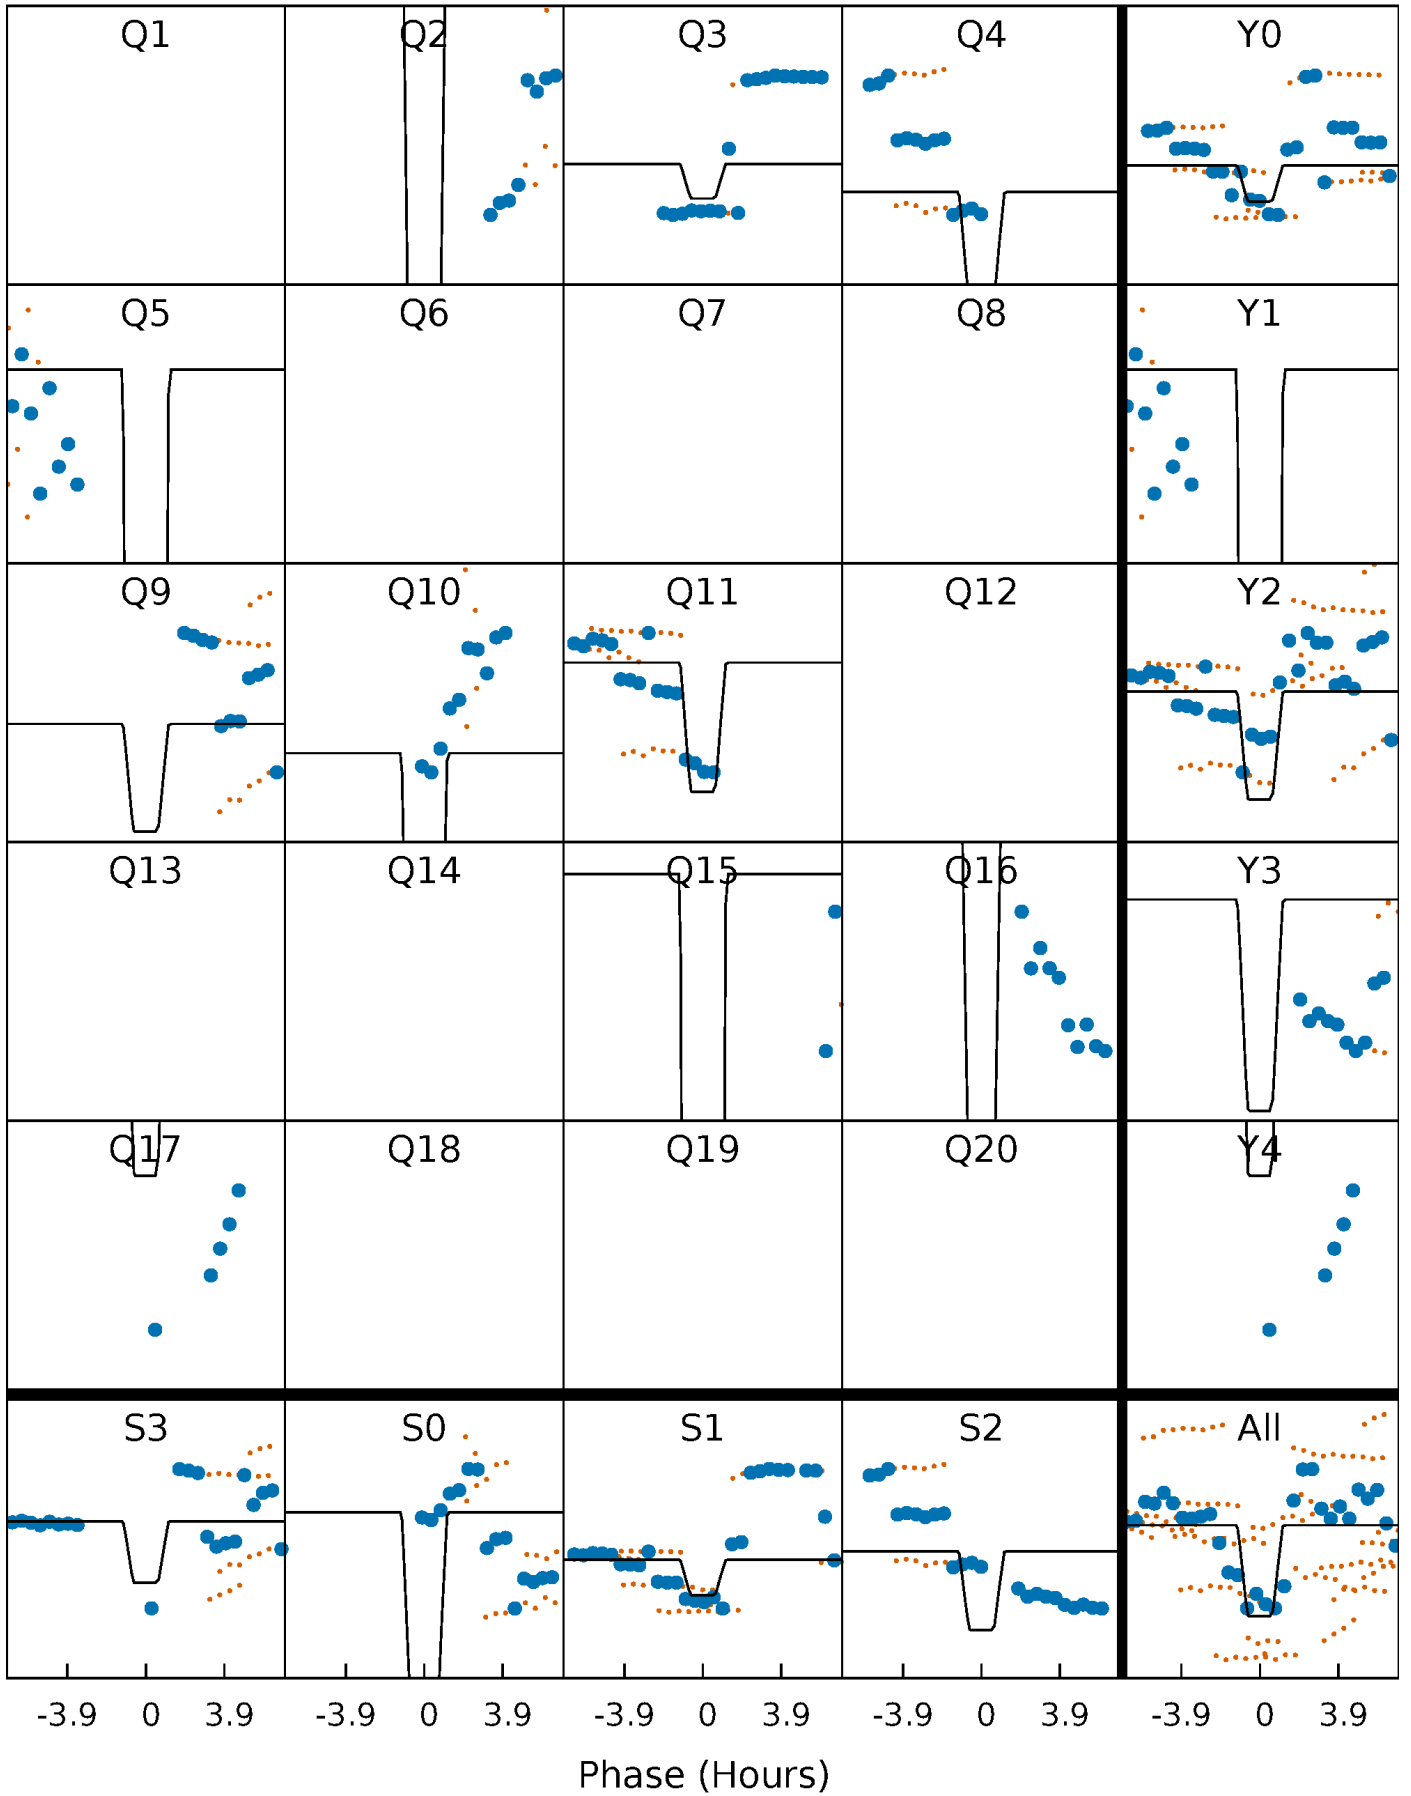 Q1 Q2 Q3 Q4 Y0
Q5 Q6 Q7 Q8 Y1
Q9 Q10 Q11 Q12 Y2
Q13 Q14 Q15 Q16 Y3
Q17 Q18 Q19 Q20 Y4
S3 S0 S1 S2 All
-3.9 0 3.9 -3.9 0 3.9 -3.9 0 3.9 -3.9 0 3.9 -3.9 0 3.9
Phase (Hours)